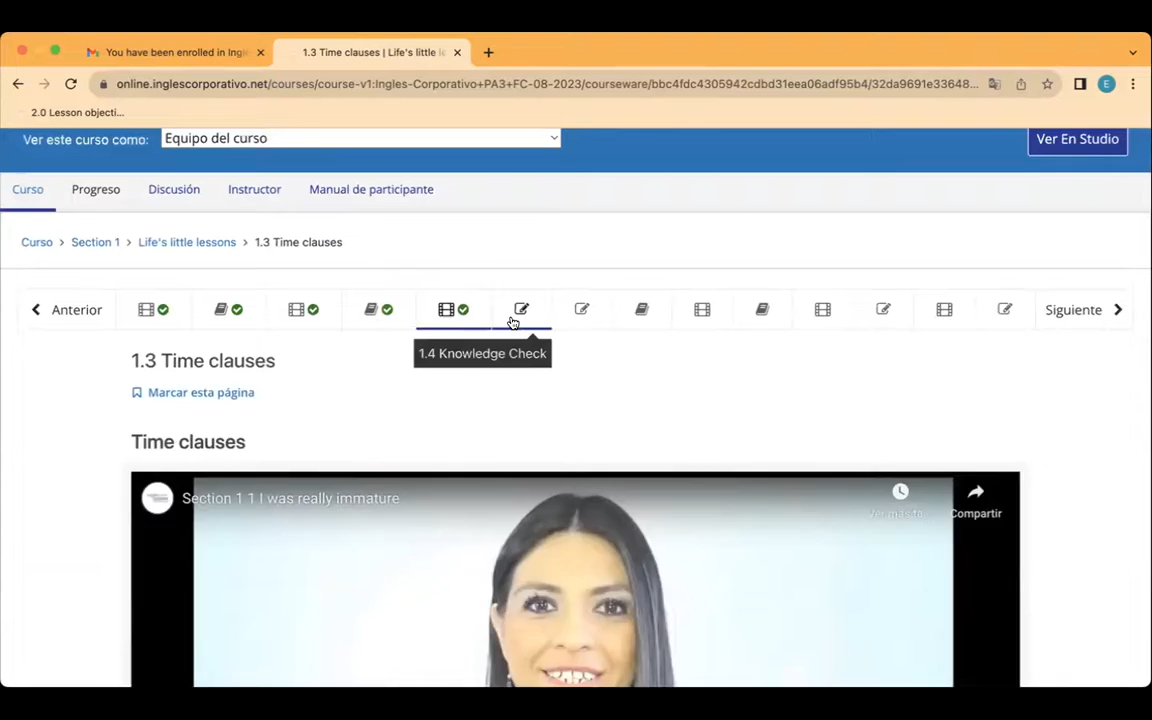 You have been enrolled in Ingl
1.3 Time clauses | Life's little l
online.inglescorporativo.net/courses/course-v1:Ingles-Corporativo+PA3+FC-08-2023/courseware/bbc4fdc4305942cdbd31eea06adf95b4/32da9691e33648...
E
2.0 Lesson objecti...
Ver este curso como:
Equipo del curso
Ver En Studio
Curso
Progreso
Discusión
Instructor
Manual de participante
Curso > Section 1 > Life's little lessons > 1.3 Time clauses
Anterior
Siguiente
1.4 Knowledge Check
1.3 Time clauses
Marcar esta página
Time clauses
Section 1 1 I was really immature
Compartir